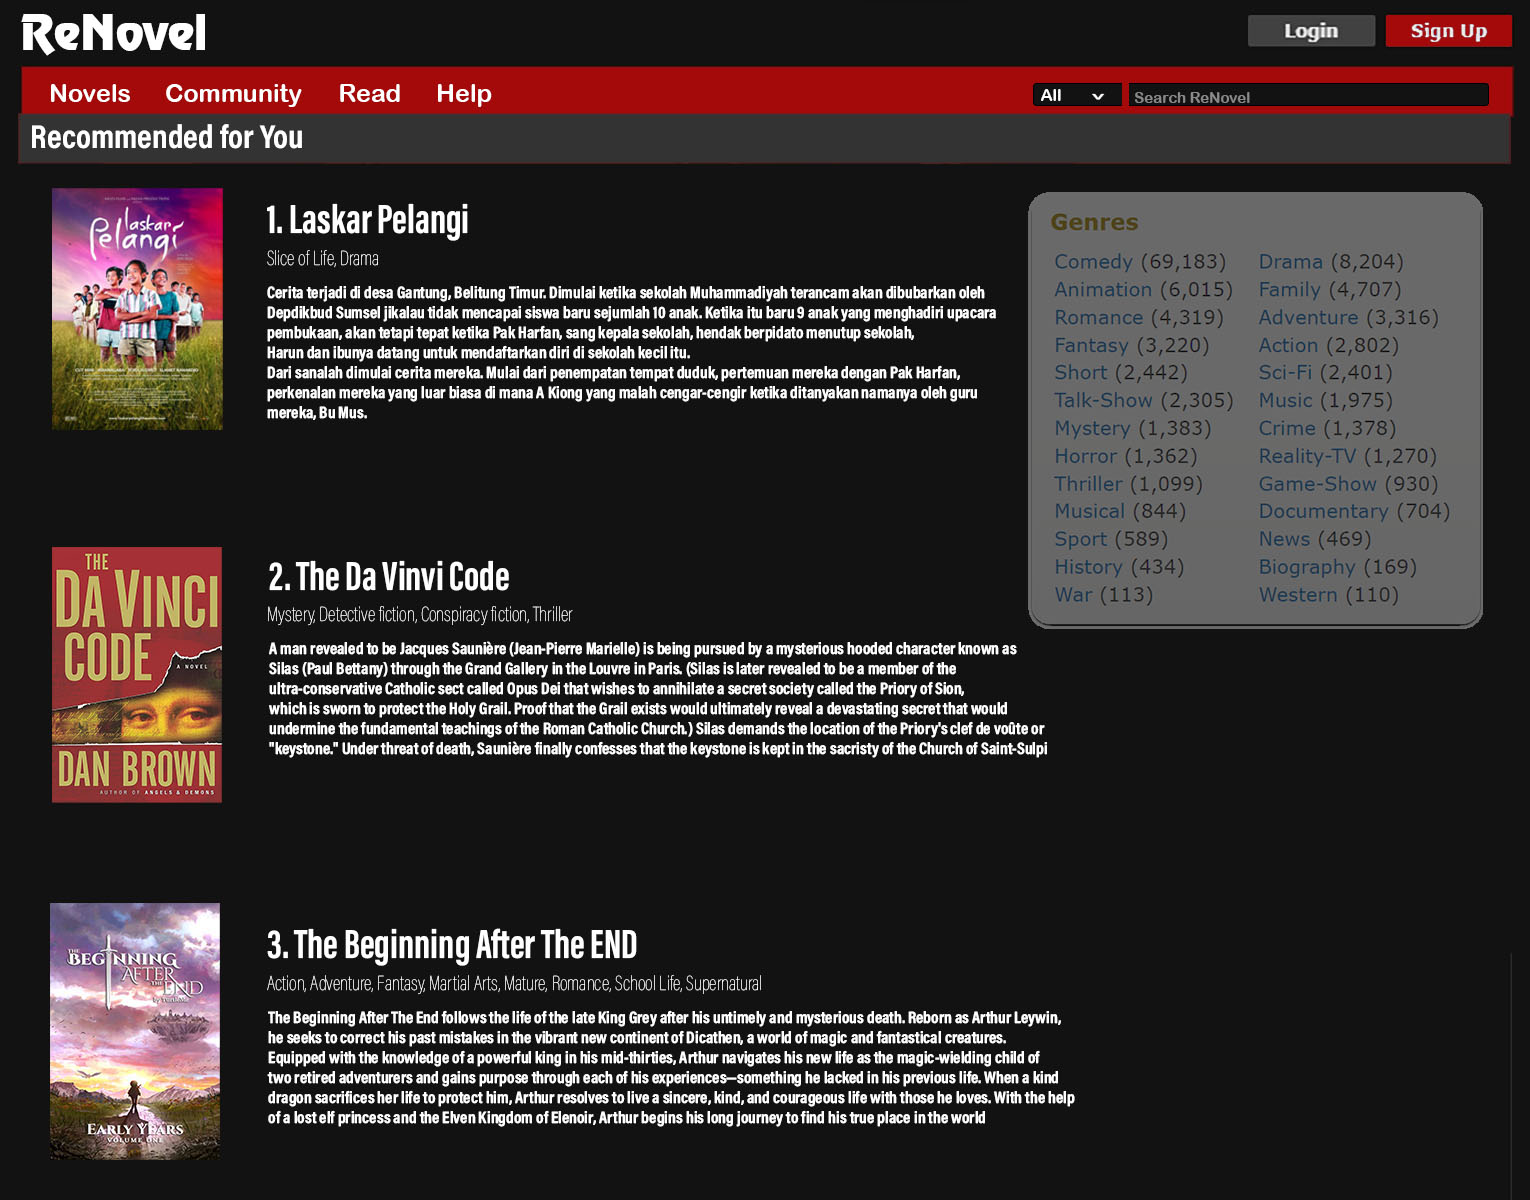 ReNovel
Login
Sign Up
Novels
Community
Read
Help
All
Search ReNovel
Recommended for You
laskar
Pelangi
1. Laskar Pelangi
Slice of Life, Drama
Cerita terjadi di desa Gantung, Belitung Timur. Dimulai ketika sekolah Muhammadiyah terancam akan dibubarkan oleh
Depdikbud Sumsel jikalau tidak mencapai siswa baru sejumlah 10 anak. Ketika itu baru 9 anak yang menghadiri upacara
pembukaan, akan tetapi tepat ketika Pak Harfan, sang kepala sekolah, hendak berpidato menutup sekolah,
Harun dan ibunya datang untuk mendaftarkan diri di sekolah kecil itu.
Dari sanalah dimulai cerita mereka. Mulai dari penempatan tempat duduk, pertemuan mereka dengan Pak Harfan,
perkenalan mereka yang luar biasa di mana A Kiong yang malah cengar-cengir ketika ditanyakan namanya oleh guru
mereka, Bu Mus.
Genres
Comedy (69,183) Drama (8,204)
Animation (6,015) Family (4,707)
Romance (4,319) Adventure (3,316)
Fantasy (3,220) Action (2,802)
Short (2,442) Sci-Fi (2,401)
Talk-Show (2,305) Music (1,975)
Mystery (1,383) Crime (1,378)
Horror (1,362) Reality-TV (1,270)
Thriller (1,099) Game-Show (930)
Musical (844) Documentary (704)
Sport (589) News (469)
History (434) Biography (169)
War (113) Western (110)
THE
DA VINCI
CODE
A NOVEL
DAN BROWN
AUTHOR OF ANGELS & DEMONS
2. The Da Vinvi Code
Mystery, Detective fiction, Conspiracy fiction, Thriller
A man revealed to be Jacques Saunière (Jean-Pierre Marielle) is being pursued by a mysterious hooded character known as
Silas (Paul Bettany) through the Grand Gallery in the Louvre in Paris. (Silas is later revealed to be a member of the
ultra-conservative Catholic sect called Opus Dei that wishes to annihilate a secret society called the Priory of Sion,
which is sworn to protect the Holy Grail. Proof that the Grail exists would ultimately reveal a devastating secret that would
undermine the fundamental teachings of the Roman Catholic Church.) Silas demands the location of the Priory's clef de voûte or
"keystone." Under threat of death, Saunière finally confesses that the keystone is kept in the sacristy of the Church of Saint-Sulpi
THE
BEGINNING
AFTER
THE END
by TurtleMe
EARLY YEARS
VOLUME ONE
3. The Beginning After The END
Action, Adventure, Fantasy, Martial Arts, Mature, Romance, School Life, Supernatural
The Beginning After The End follows the life of the late King Grey after his untimely and mysterious death. Reborn as Arthur Leywin,
he seeks to correct his past mistakes in the vibrant new continent of Dicathen, a world of magic and fantastical creatures.
Equipped with the knowledge of a powerful king in his mid-thirties, Arthur navigates his new life as the magic-wielding child of
two retired adventurers and gains purpose through each of his experiences—something he lacked in his previous life. When a kind
dragon sacrifices her life to protect him, Arthur resolves to live a sincere, kind, and courageous life with those he loves. With the help
of a lost elf princess and the Elven Kingdom of Elenoir, Arthur begins his long journey to find his true place in the world